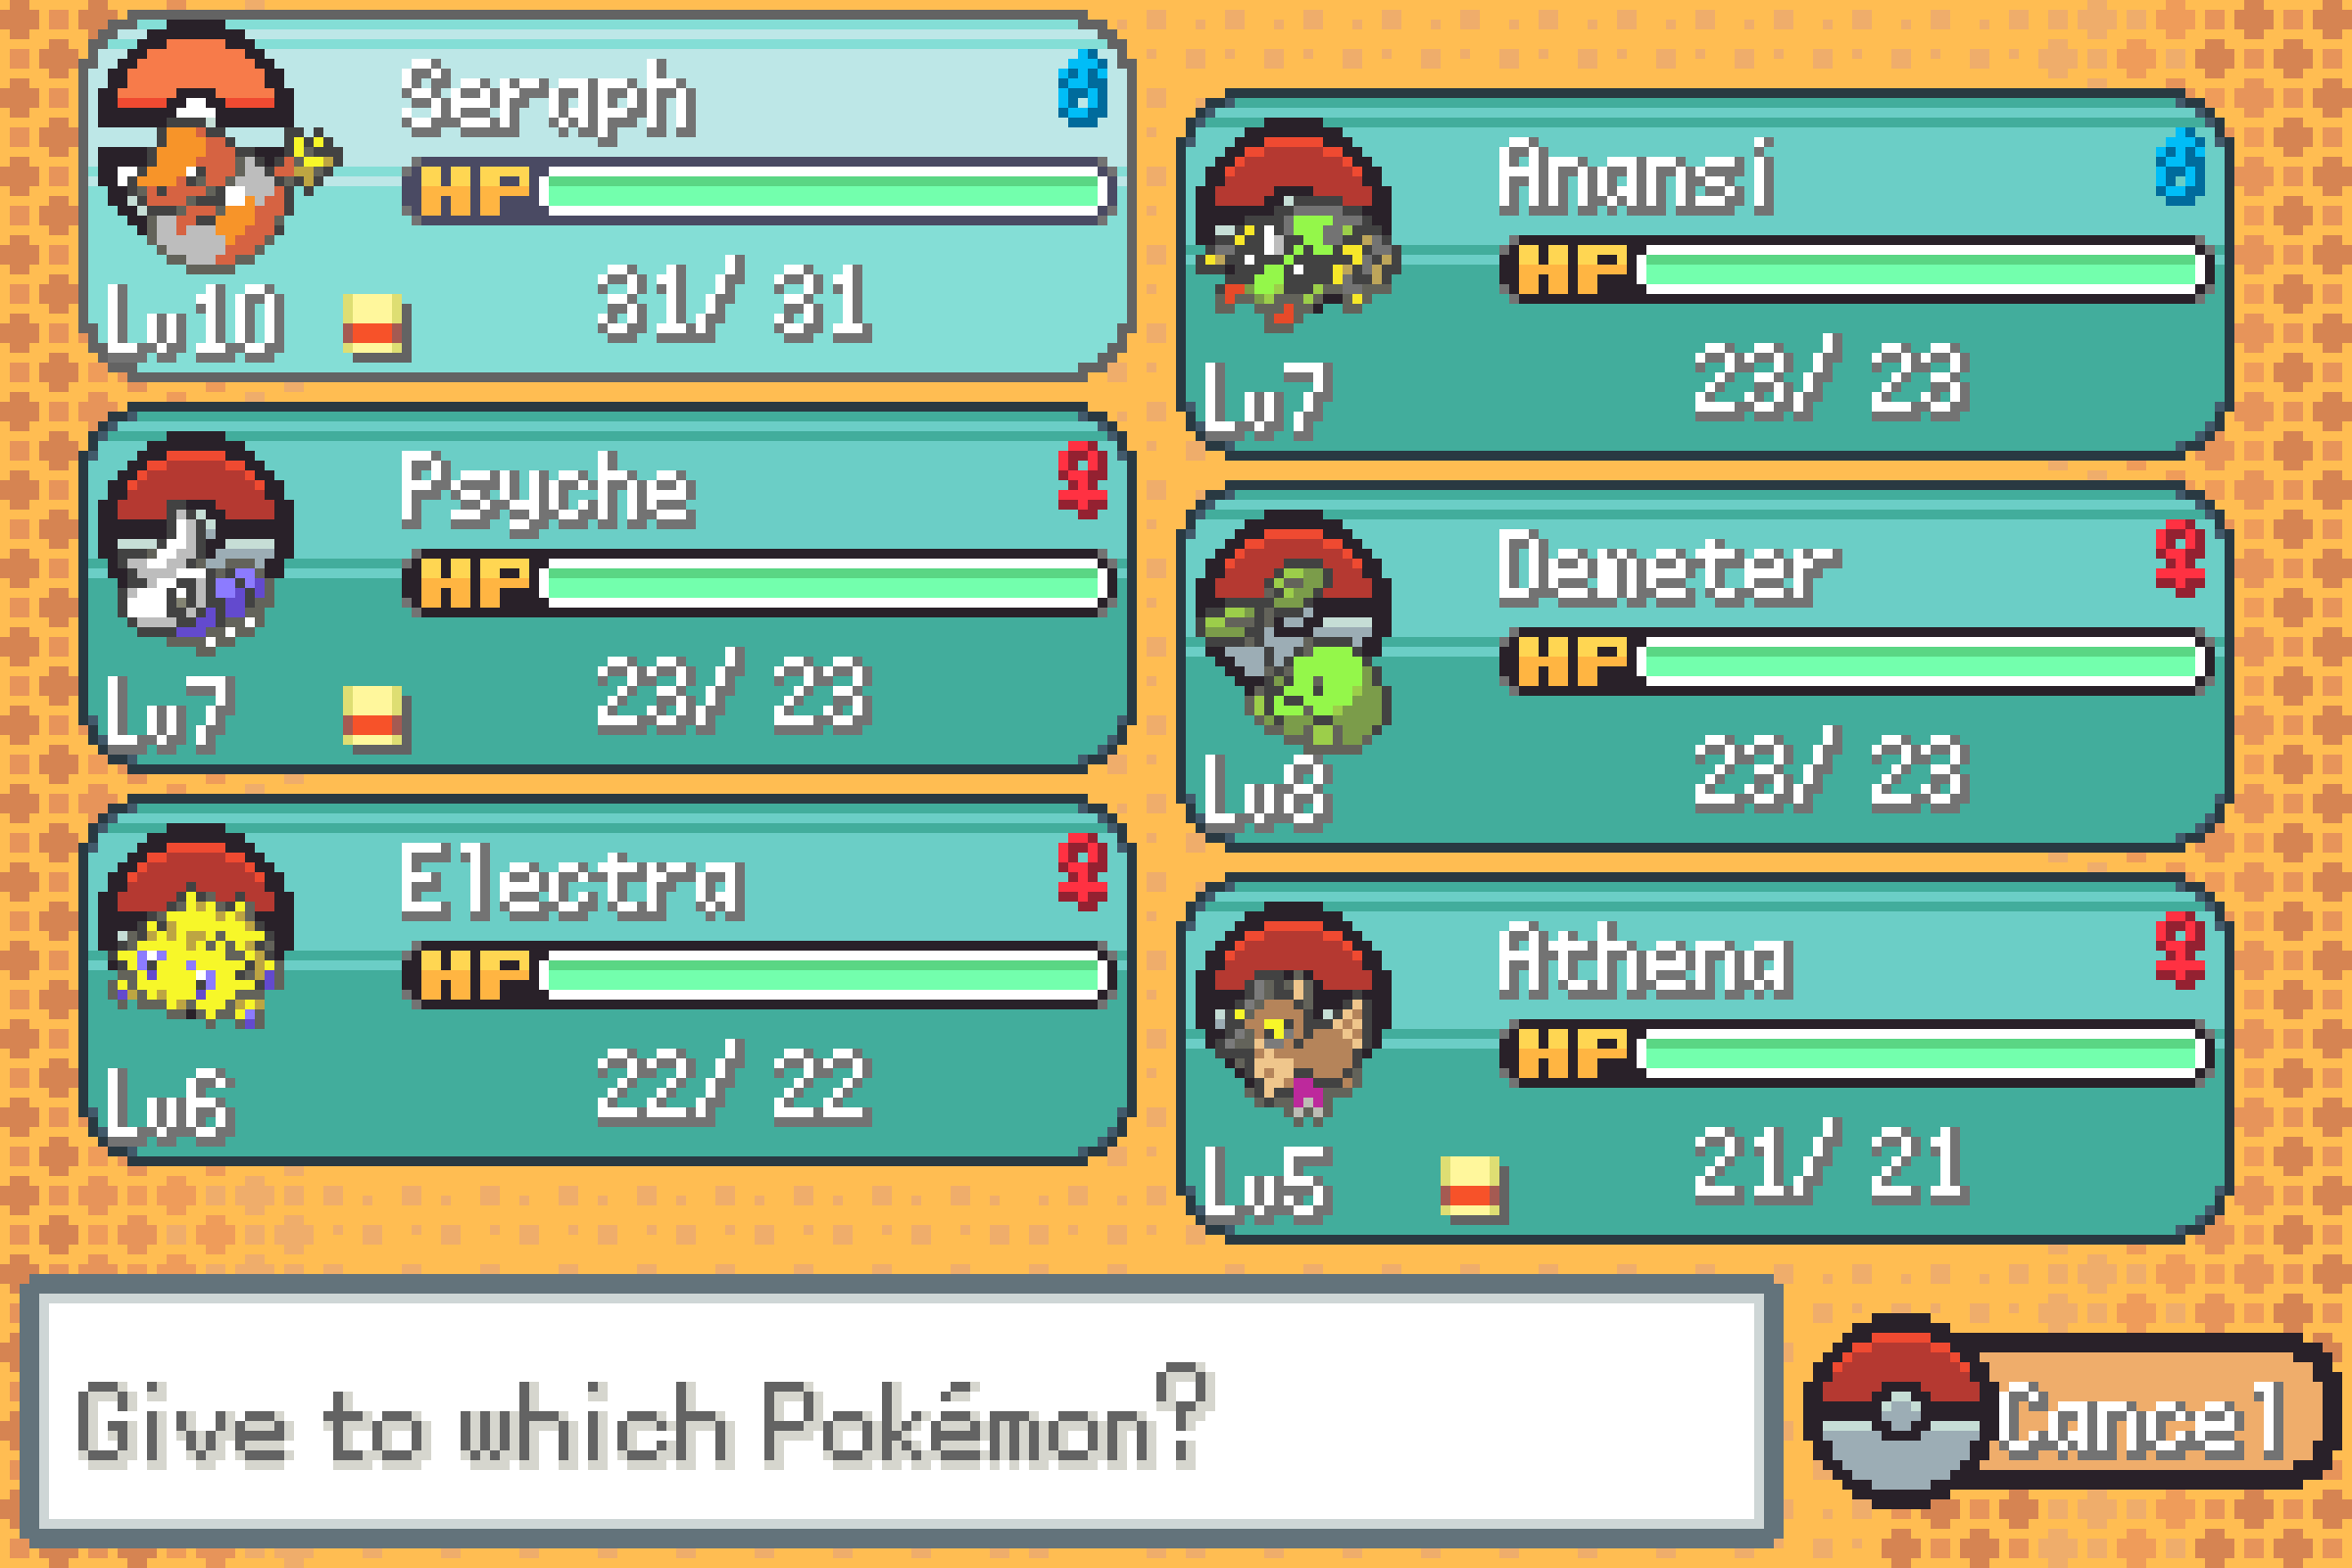 Seraph ♂
HP
Lv10 31/ 31
Psyche ♀
HP
Lv7 23/ 23
Electra ♀
HP
Lv6 22/ 22
Anansi ♂
HP
Lv7 23/ 23
Demeter ♀
HP
Lv8 23/ 23
Athena ♀
HP
Lv5 21/ 21
Give to which Pokémon?
Cancel